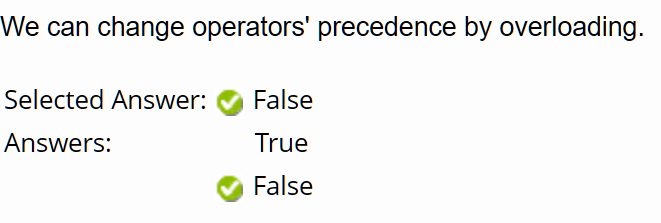 We can change operators' precedence by overloading.
Selected Answer: False
Answers: True
False